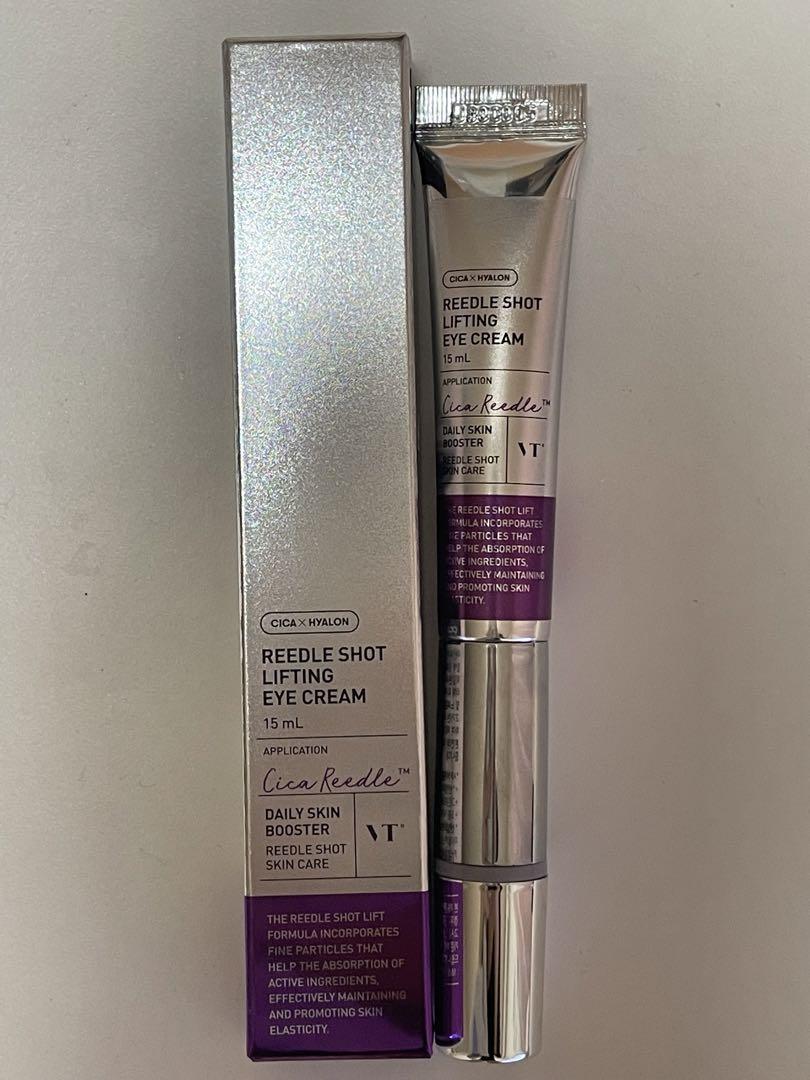 CICA × HYALON
REEDLE SHOT
LIFTING
EYE CREAM
15 mL
APPLICATION
Cica Reedle™
DAILY SKIN
BOOSTER
REEDLE SHOT
SKIN CARE
VT®
THE REEDLE SHOT LIFT
FORMULA INCORPORATES
FINE PARTICLES THAT
HELP THE ABSORPTION OF
ACTIVE INGREDIENTS,
EFFECTIVELY MAINTAINING
AND PROMOTING SKIN
ELASTICITY.
CICA × HYALON
REEDLE SHOT
LIFTING
EYE CREAM
15 mL
APPLICATION
Cica Reedle™
DAILY SKIN
BOOSTER
REEDLE SHOT
SKIN CARE
VT®
THE REEDLE SHOT LIFT
FORMULA INCORPORATES
FINE PARTICLES THAT
HELP THE ABSORPTION OF
ACTIVE INGREDIENTS,
EFFECTIVELY MAINTAINING
AND PROMOTING SKIN
ELASTICITY.